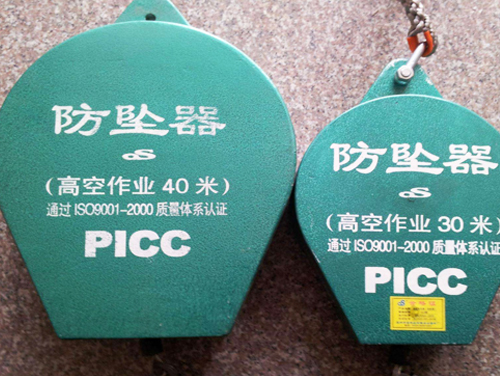 防坠器
(高空作业 40 米)
通过 ISO9001-2000 质量体系认证
PICC
防坠器
(高空作业 30 米)
通过 ISO9001-2000 质量体系认证
PICC